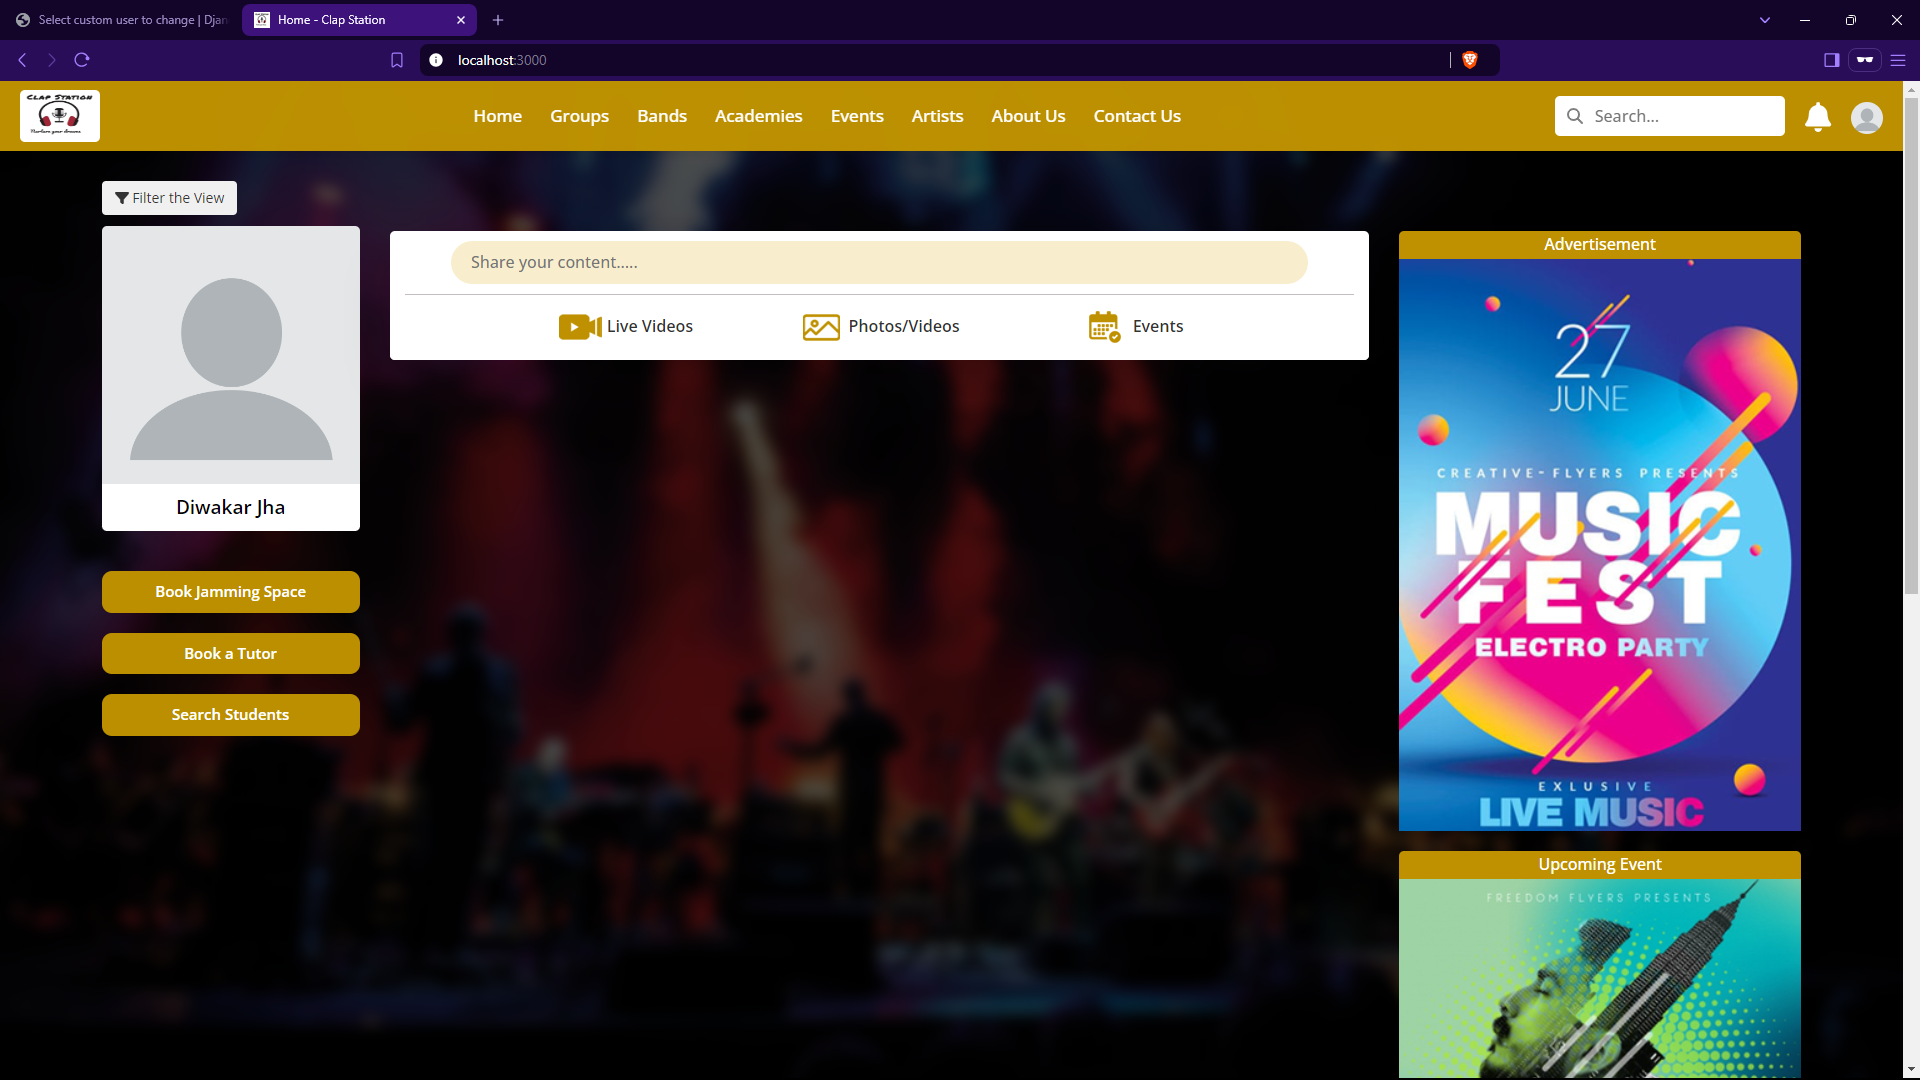 Select custom user to change | Djan
Home - Clap Station
localhost:3000
CLAP STATION
Nurture your dreams
Home
Groups
Bands
Academies
Events
Artists
About Us
Contact Us
Search...
Filter the View
Diwakar Jha
Book Jamming Space
Book a Tutor
Search Students
Share your content.....
Live Videos
Photos/Videos
Events
Advertisement
27
JUNE
CREATIVE-FLYERS PRESENTS
MUSIC
FEST
ELECTRO PARTY
EXLUSIVE
LIVE MUSIC
Upcoming Event
FREEDOM FLYERS PRESENTS